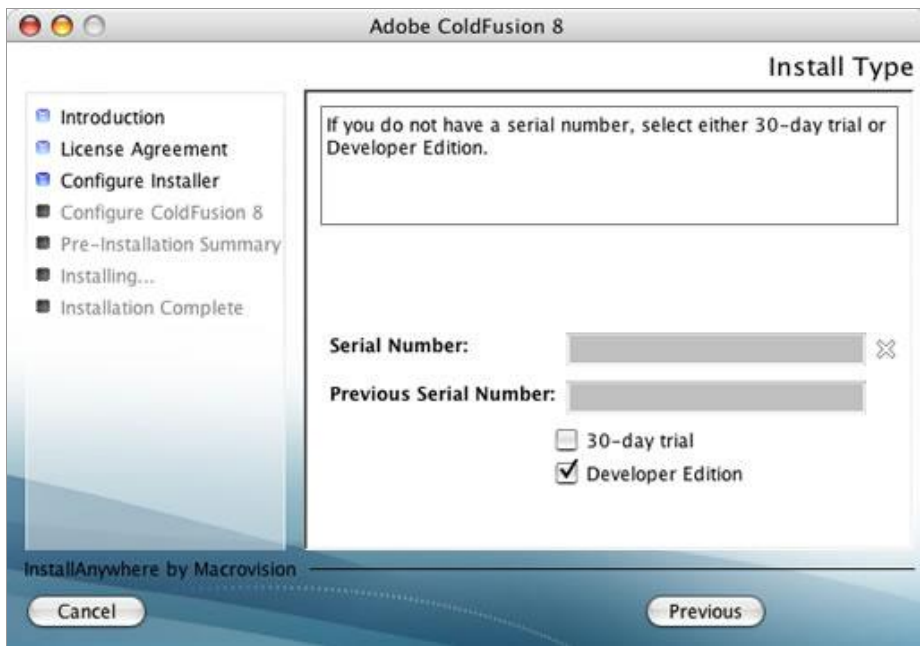 Adobe ColdFusion 8
Install Type
Introduction
License Agreement
Configure Installer
Configure ColdFusion 8
Pre-Installation Summary
Installing...
Installation Complete
If you do not have a serial number, select either 30-day trial or
Developer Edition.
Serial Number:
Previous Serial Number:
30-day trial
Developer Edition
InstallAnywhere by Macrovision
Cancel
Previous